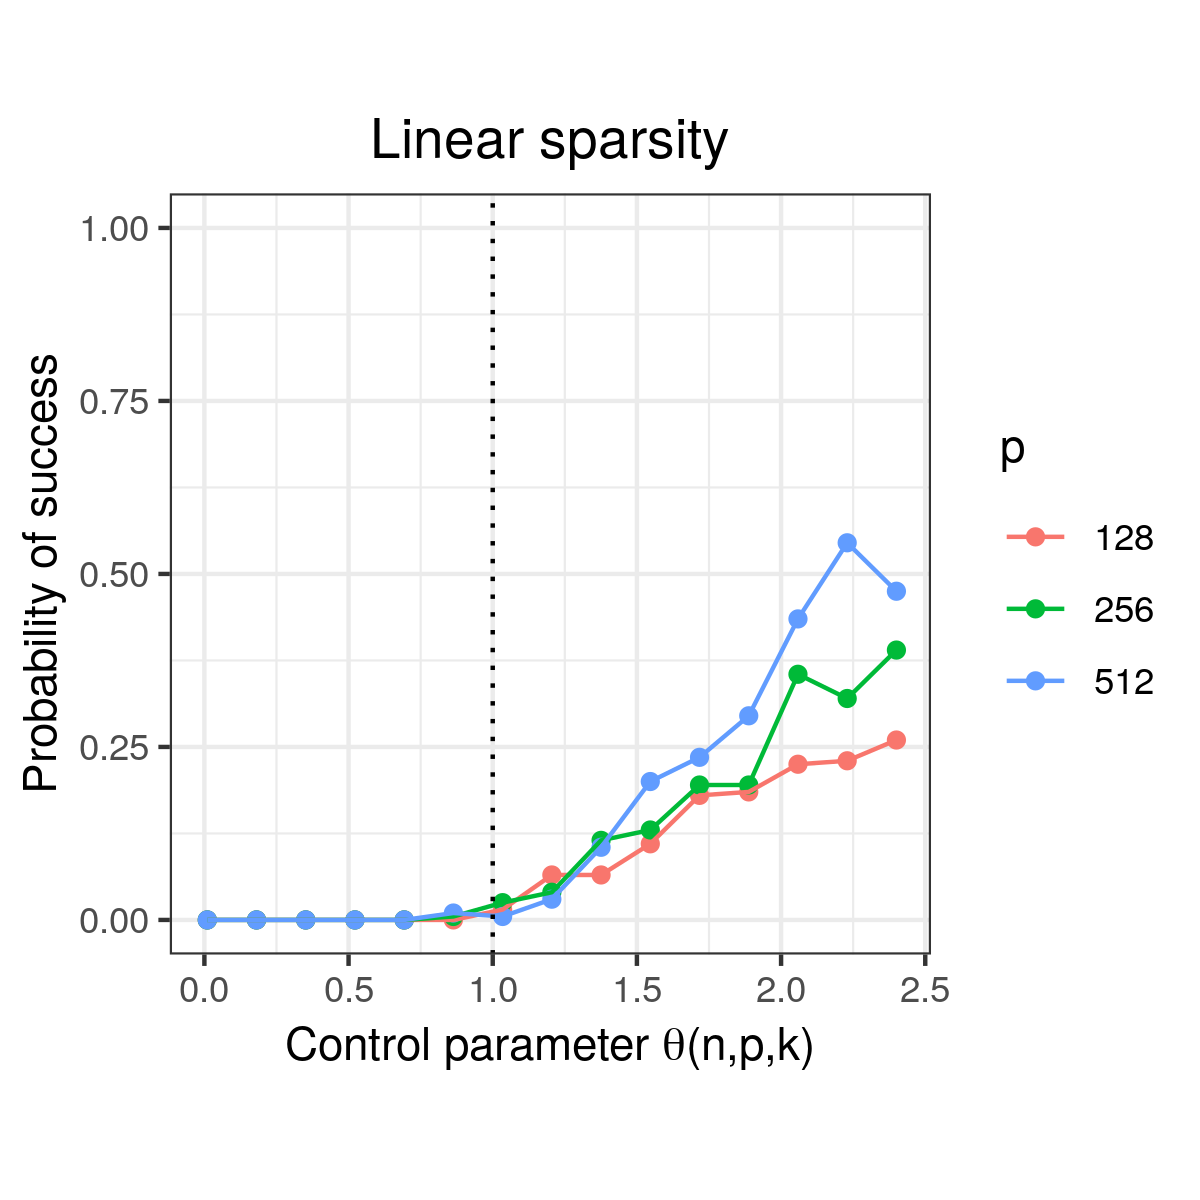 Linear sparsity
Probability of success
1.00
0.75
0.50
0.25
0.00
0.0 0.5 1.0 1.5 2.0 2.5
Control parameter θ(n,p,k)
p
128
256
512